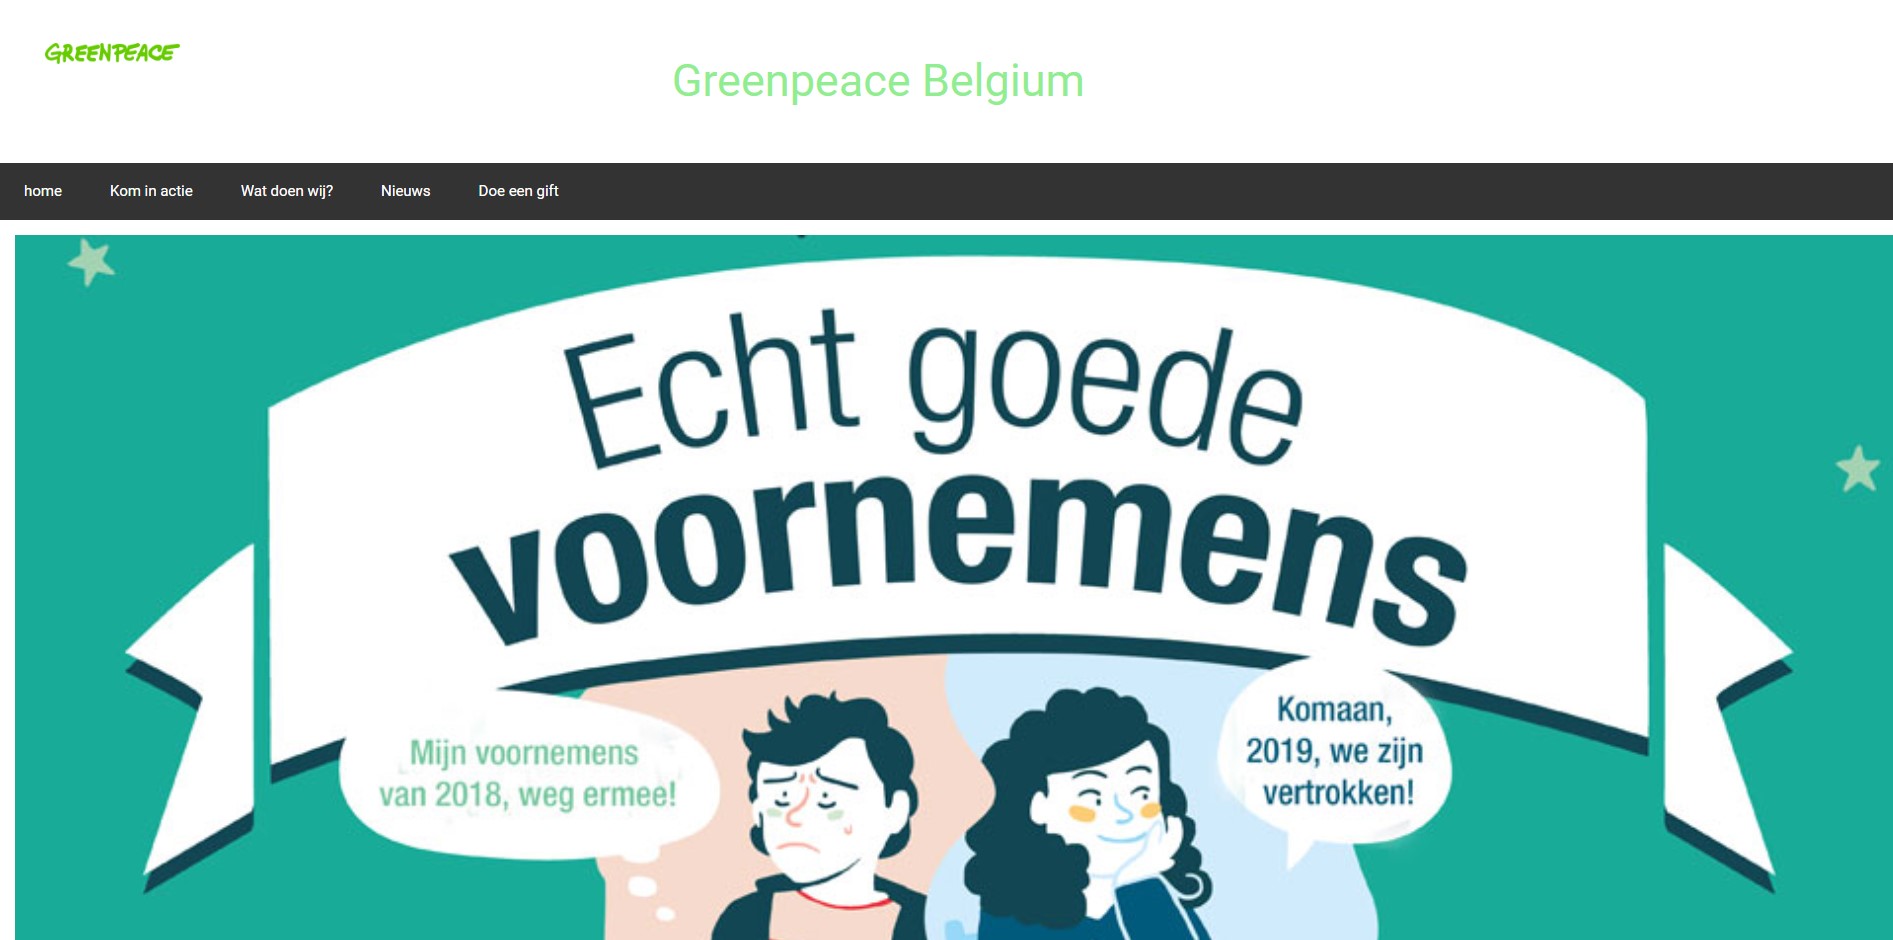 GREENPEACE
Greenpeace Belgium
home Kom in actie Wat doen wij? Nieuws Doe een gift
Echt goede
voornemens
Mijn voornemens
van 2018, weg ermee!
Komaan,
2019, we zijn
vertrokken!